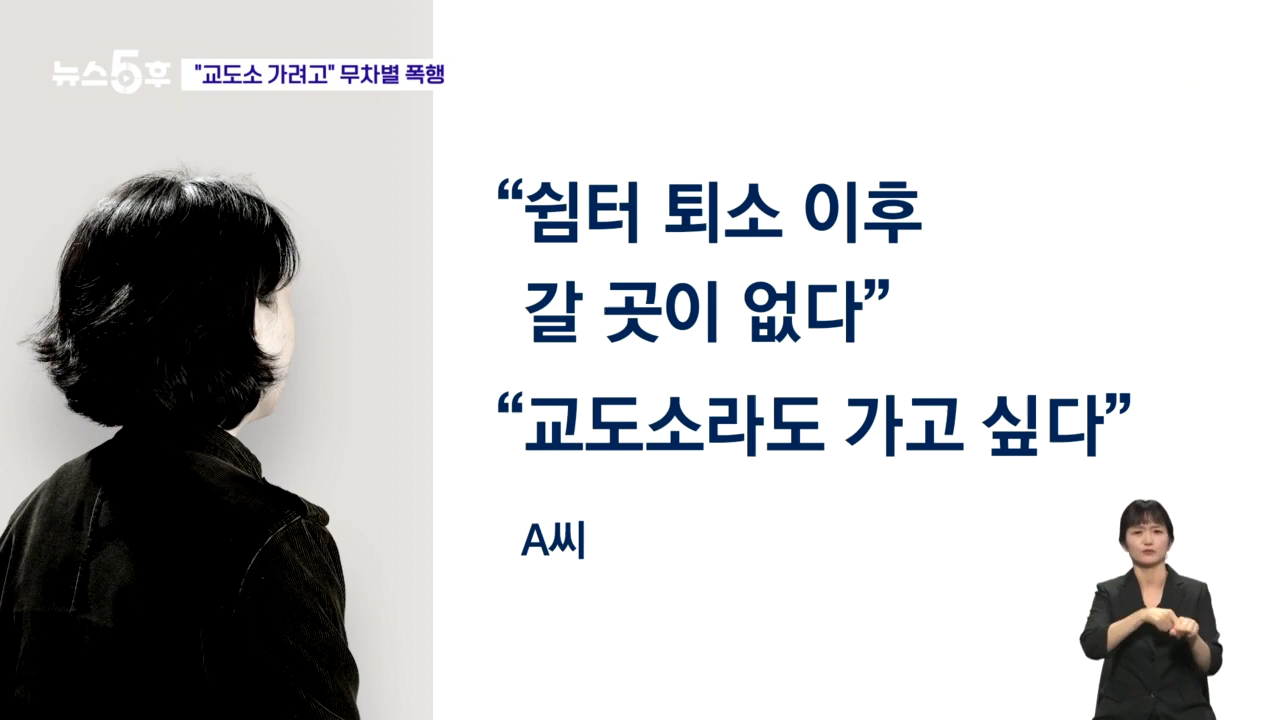 뉴스5후 "교도소 가려고" 무차별 폭행
“쉼터 퇴소 이후
갈 곳이 없다”
“교도소라도 가고 싶다”
A씨